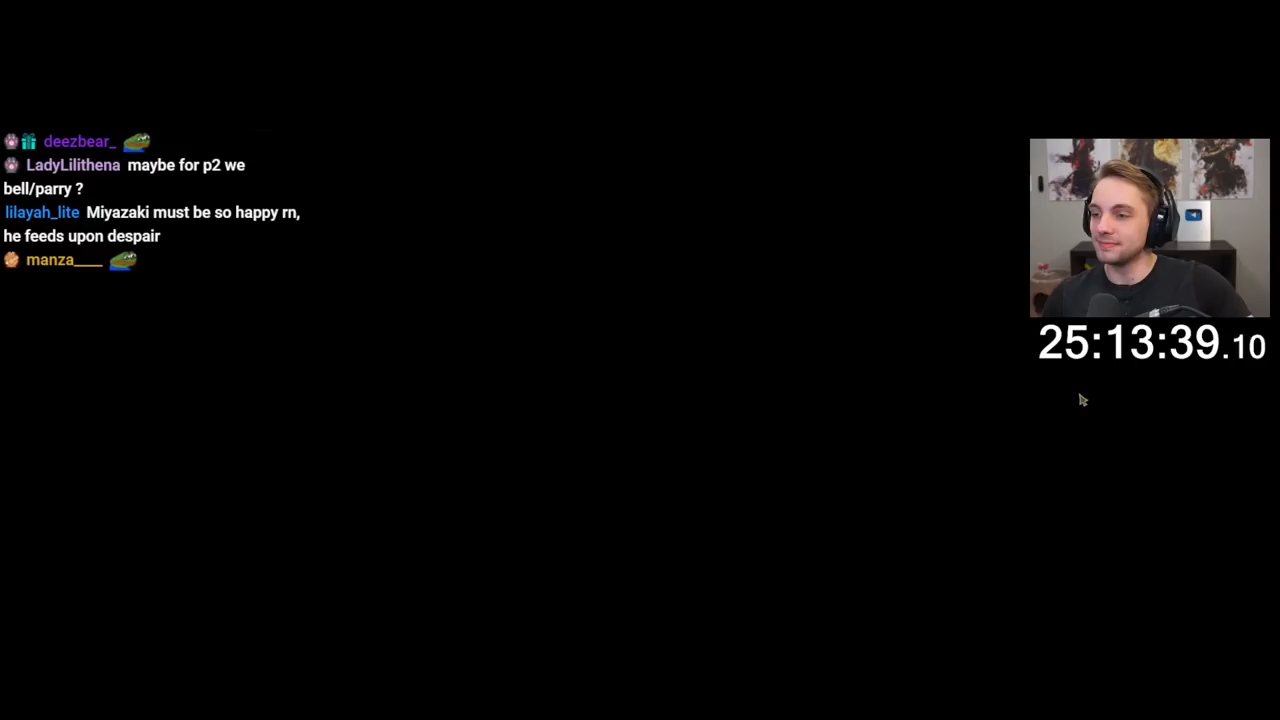 deezbear_
LadyLilithena maybe for p2 we
bell/parry ?
lilayah_lite Miyazaki must be so happy rn,
he feeds upon despair
manza____
25:13:39.10